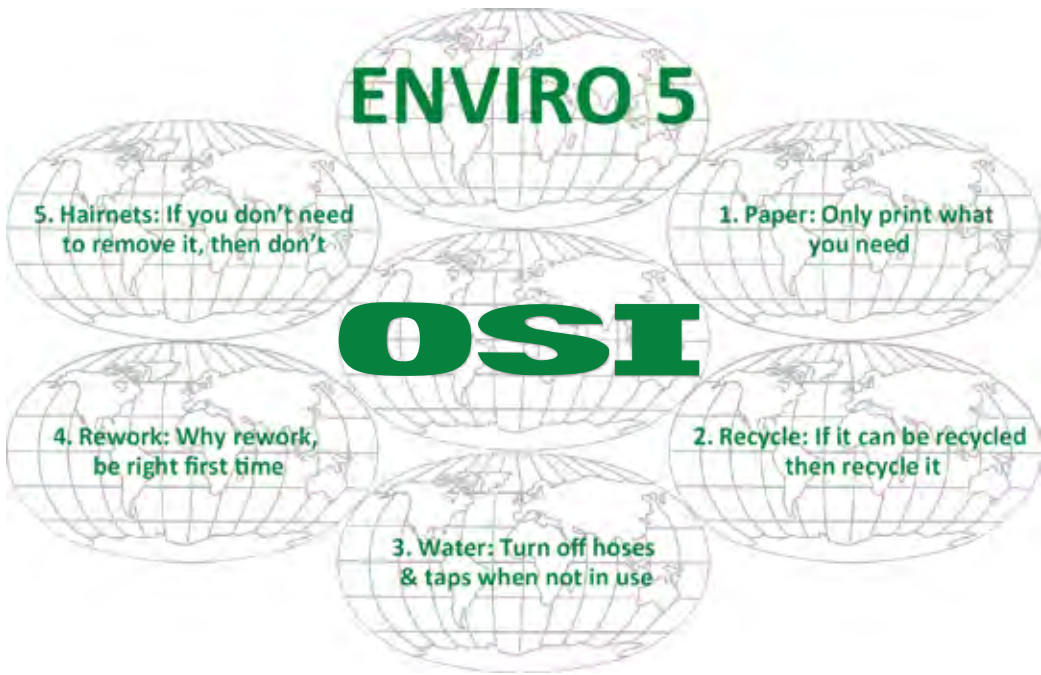 ENVIRO 5
1. Paper: Only print what
you need
2. Recycle: If it can be recycled
then recycle it
3. Water: Turn off hoses
& taps when not in use
4. Rework: Why rework,
be right first time
5. Hairnets: If you don't need
to remove it, then don't
OSI